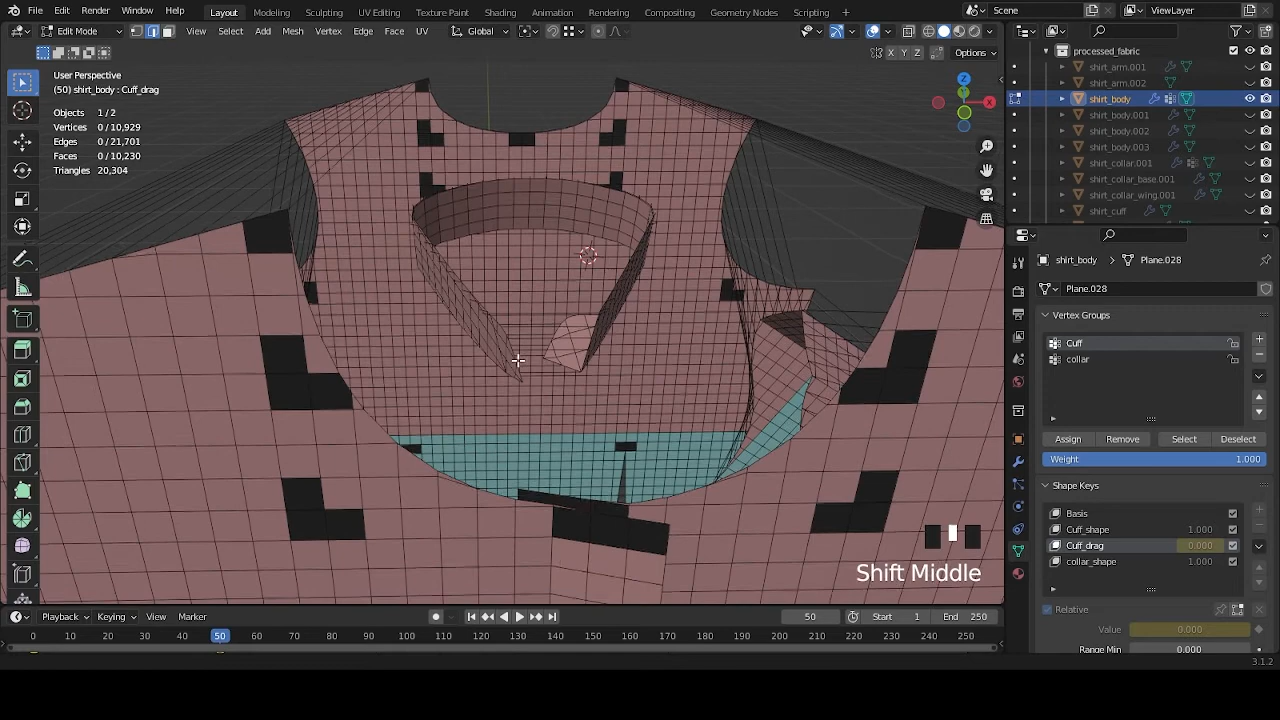 File Edit Render Window Help Layout Modeling Sculpting UV Editing Texture Paint Shading Animation Rendering Compositing Geometry Nodes Scripting + Scene ViewLayer
Edit Mode View Select Add Mesh Vertex Edge Face UV Global
X Y Z Options
User Perspective
(50) shirt_body : Cuff_drag
Objects 1/2
Vertices 0/10,929
Edges 0/21,701
Faces 0/10,230
Triangles 20,304
Z
X
Shift Middle
processed_fabric
shirt_arm.001
shirt_arm.002
shirt_body
shirt_body.001
shirt_body.002
shirt_body.003
shirt_collar.001
shirt_collar_base.001
shirt_collar_wing.001
shirt_cuff
shirt_body Plane.028
Plane.028
Vertex Groups
Cuff
collar
Assign Remove Select Deselect
Weight 1.000
Shape Keys
Basis
Cuff_shape 1.000
Cuff_drag 0.000
collar_shape 1.000
Relative
Value 0.000
Range Min 0.000
Playback Keying View Marker 50 Start 1 End 250
0 10 20 30 40 50 60 70 80 90 100 110 120 130 140 150 160 170 180 190 200 210 220 230 240 250
3.1.2